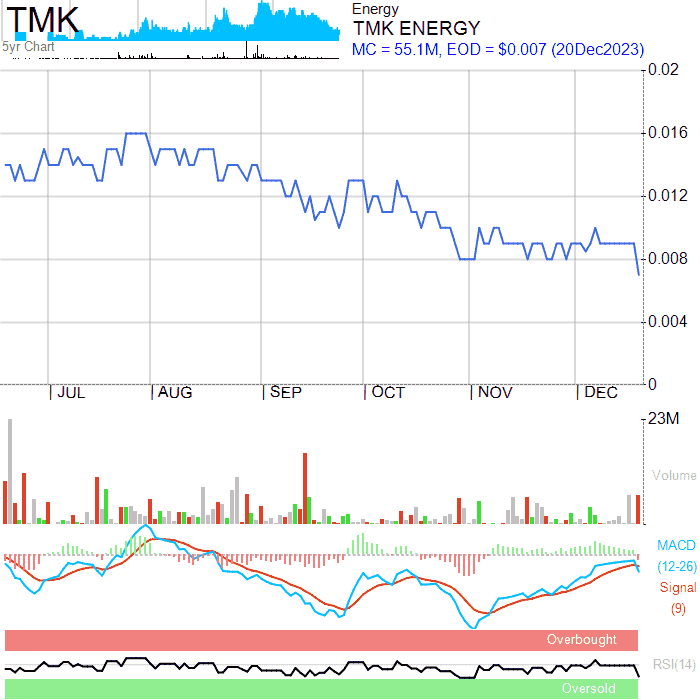 TMK
5yr Chart
Energy
TMK ENERGY
MC = 55.1M, EOD = $0.007 (20Dec2023)
0.02
0.016
0.012
0.008
0.004
0
JUL AUG SEP OCT NOV DEC
23M
Volume
MACD
(12-26)
Signal
(9)
Overbought
RSI(14)
Oversold